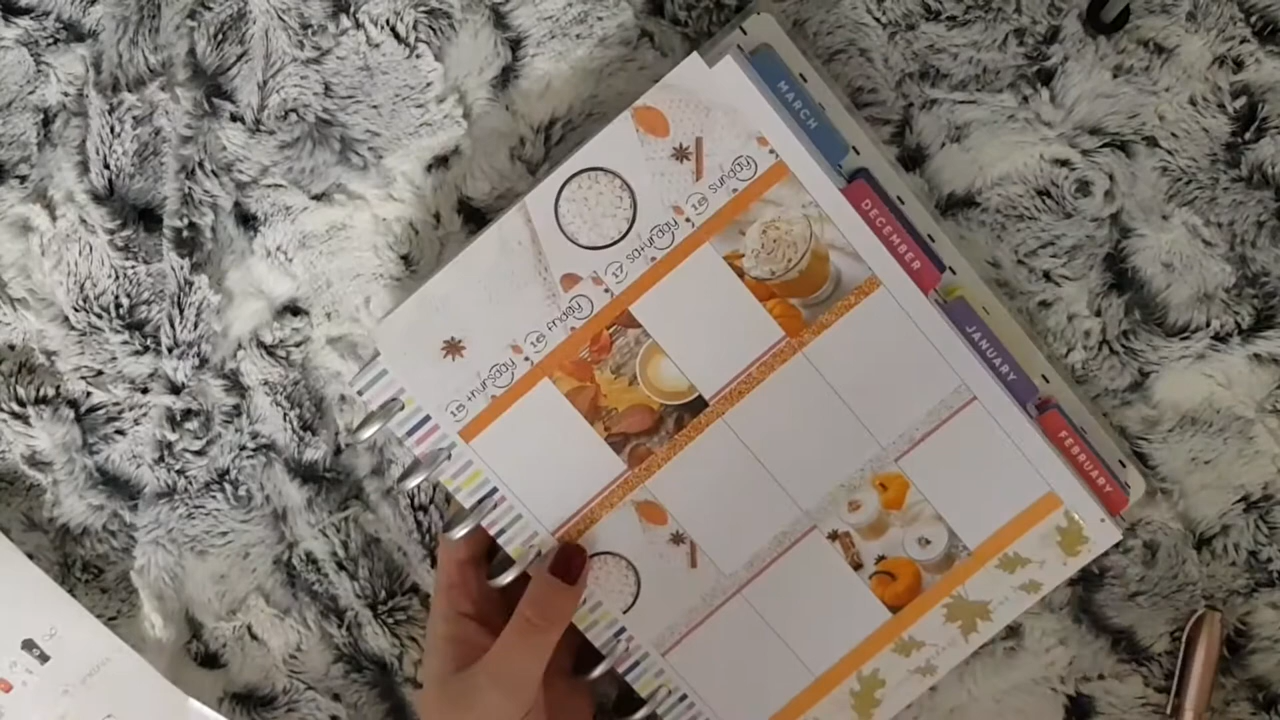 15 thursday
16 friday
17 saturday
18 sunday
MARCH
DECEMBER
JANUARY
FEBRUARY